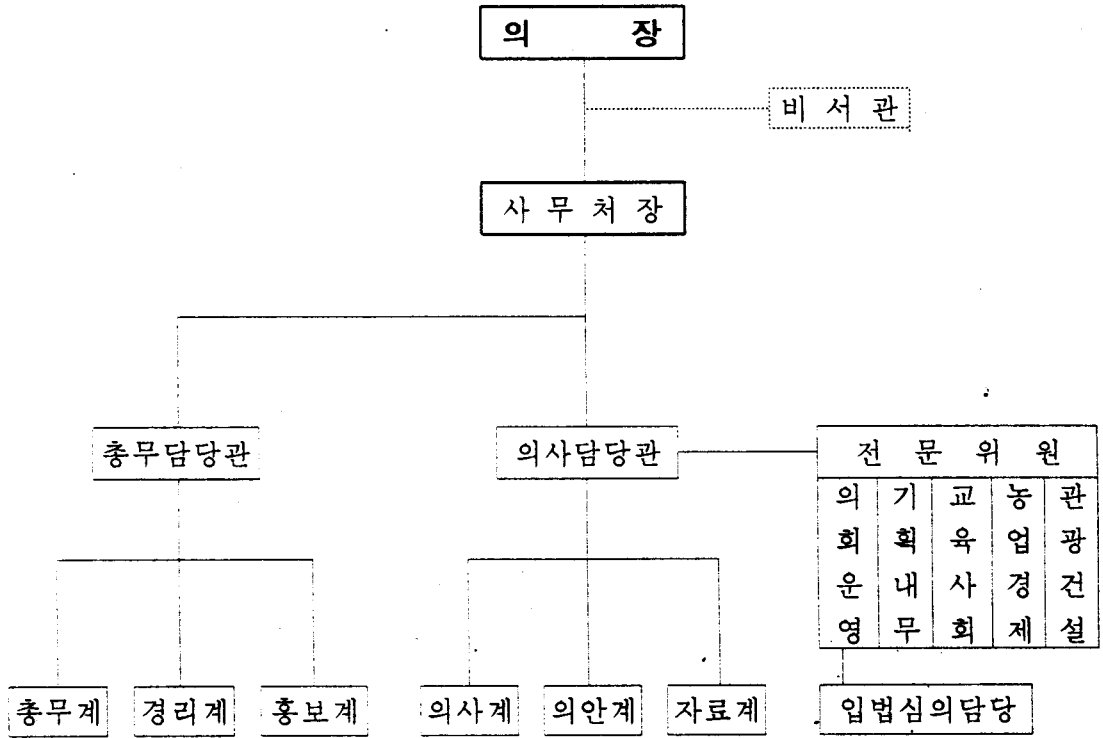 의 장
비 서 관
사 무 처 장
총무담당관
의사담당관
전 문 위 원
의회운영
기획내무
교육사회
농업경제
관광건설
총무계
경리계
홍보계
의사계
의안계
자료계
입법심의담당